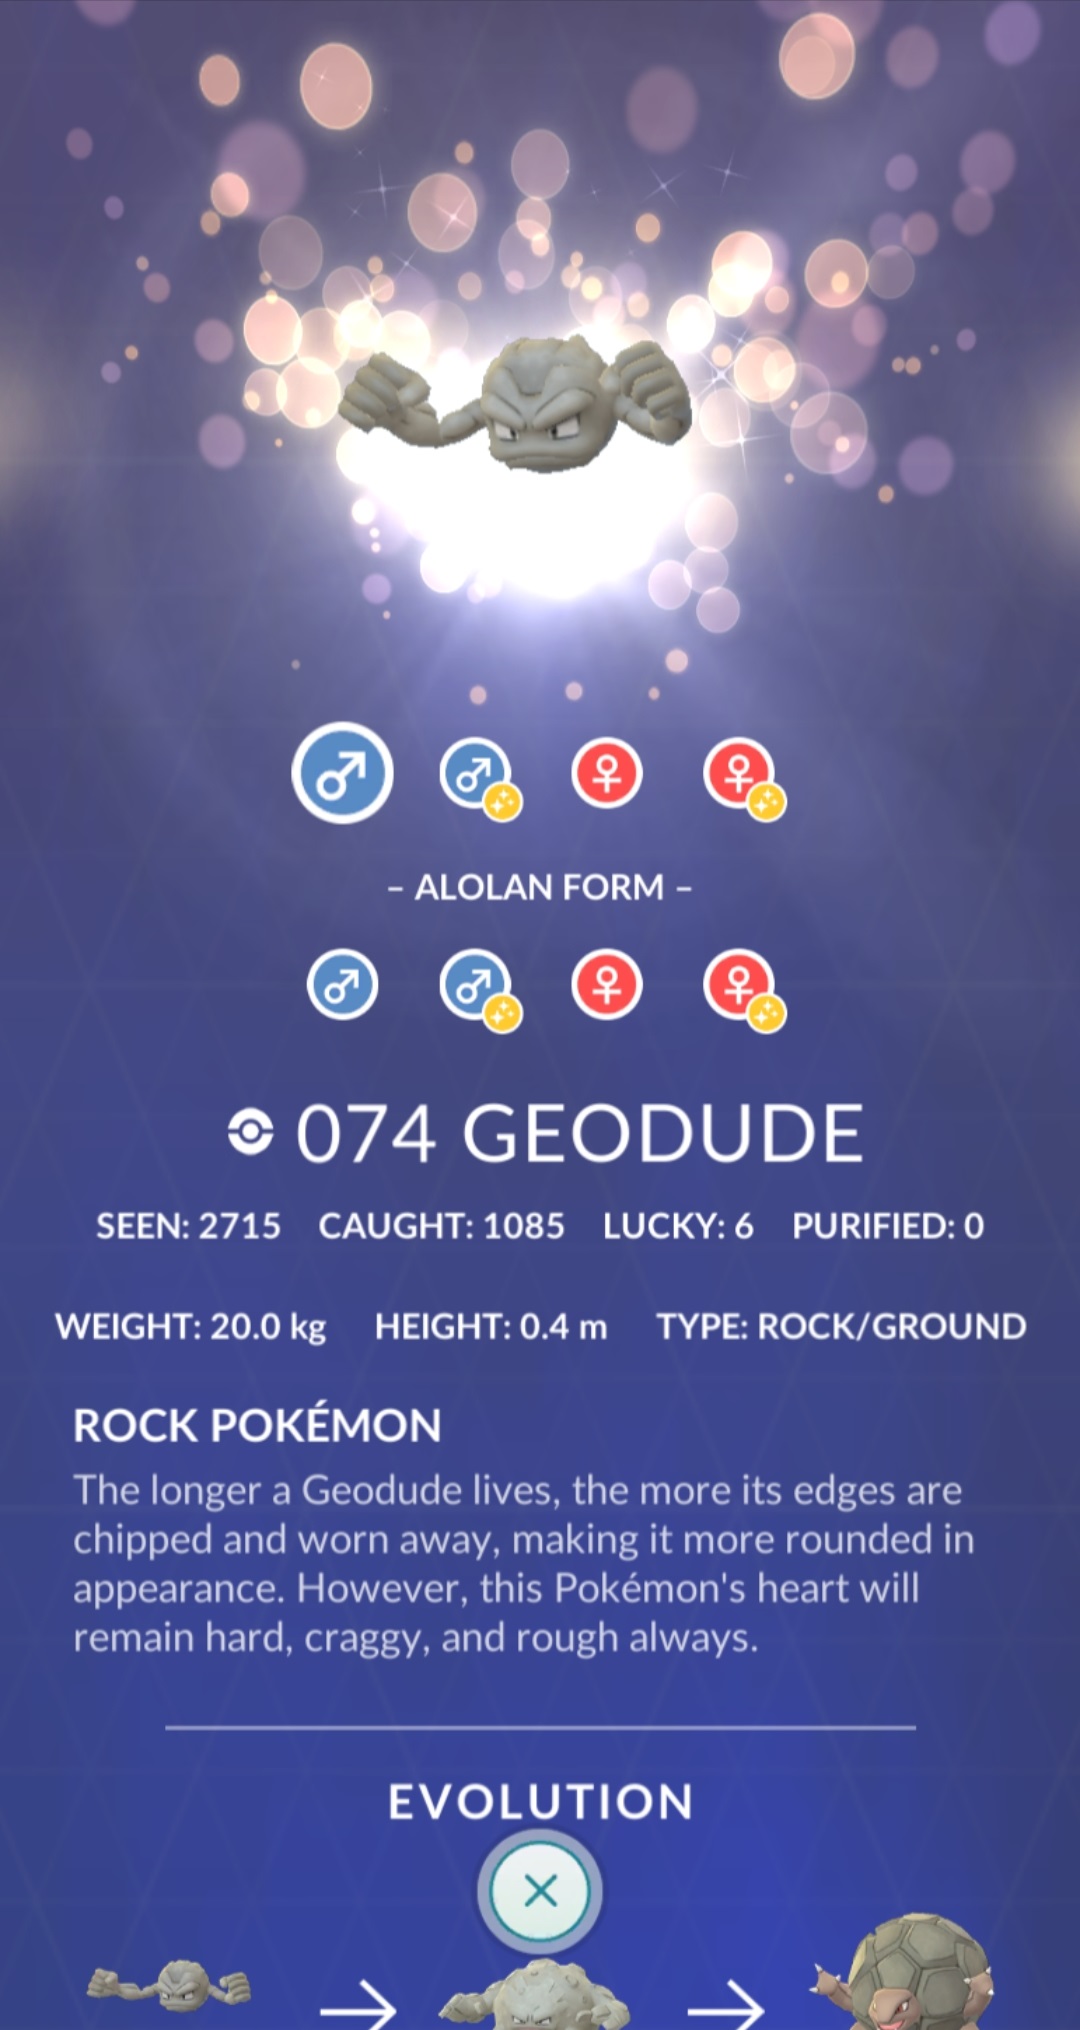 – ALOLAN FORM –
074 GEODUDE
SEEN: 2715 CAUGHT: 1085 LUCKY: 6 PURIFIED: 0
WEIGHT: 20.0 kg HEIGHT: 0.4 m TYPE: ROCK/GROUND
ROCK POKÉMON
The longer a Geodude lives, the more its edges are
chipped and worn away, making it more rounded in
appearance. However, this Pokémon's heart will
remain hard, craggy, and rough always.
EVOLUTION